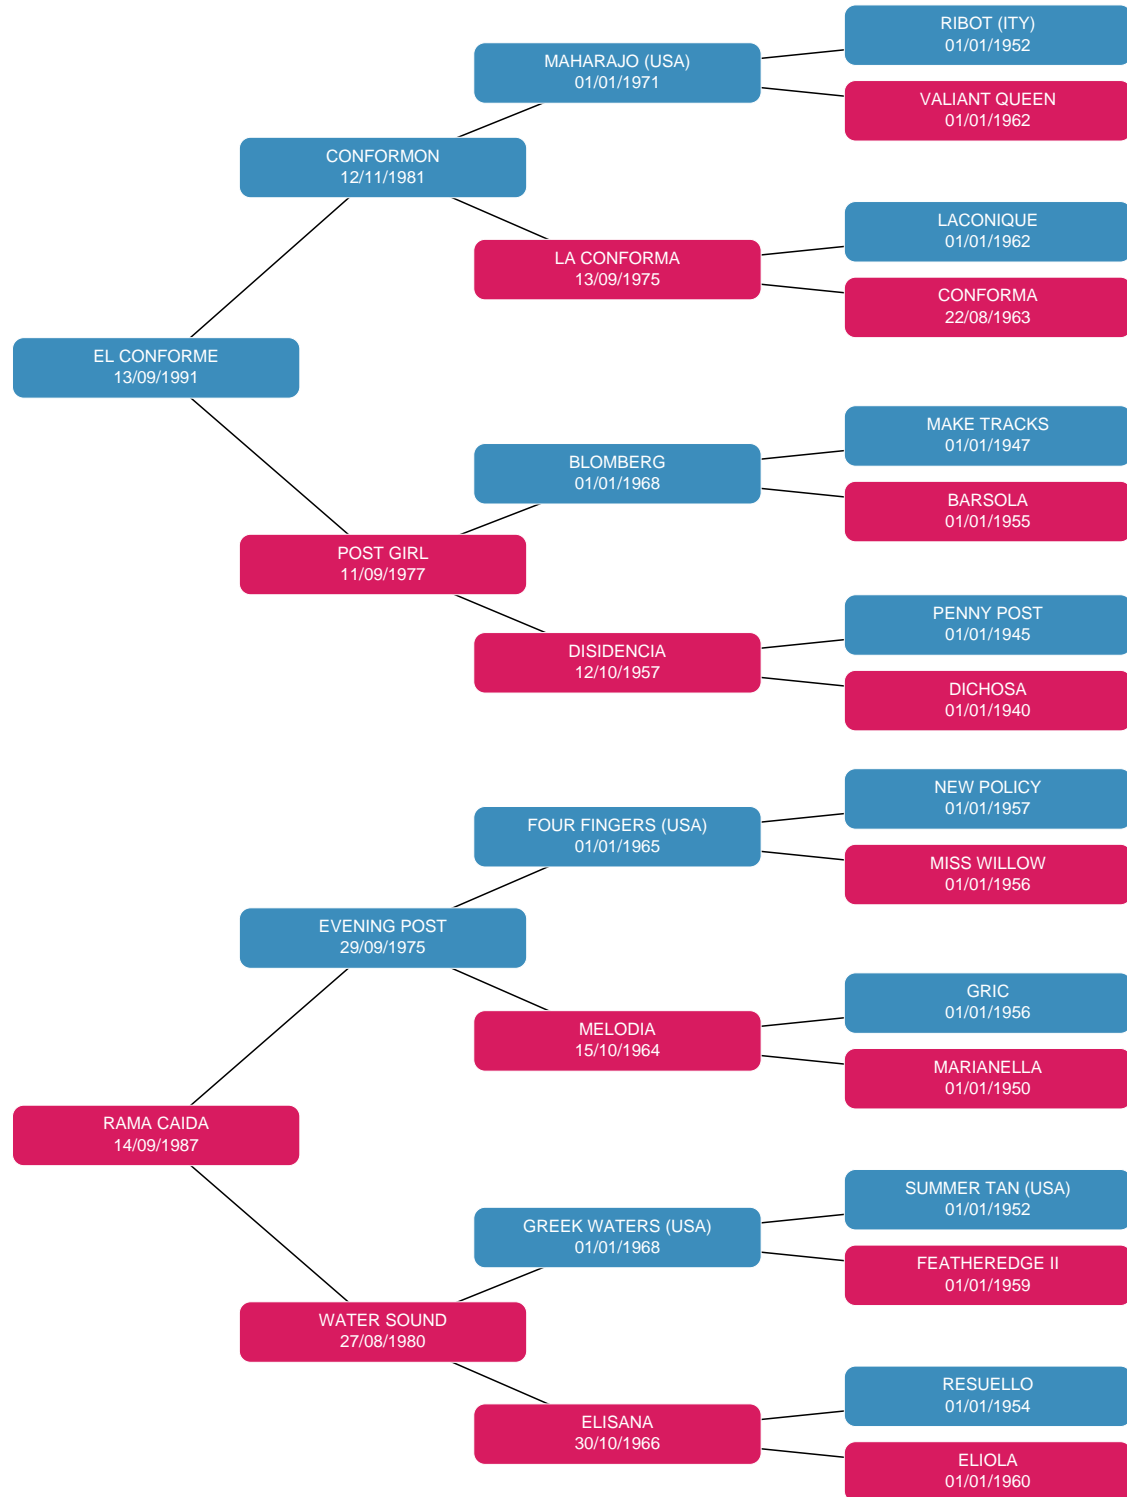 RIBOT (ITY)
01/01/1952
MAHARAJO (USA)
01/01/1971
VALIANT QUEEN
01/01/1962
CONFORMON
12/11/1981
LACONIQUE
01/01/1962
LA CONFORMA
13/09/1975
CONFORMA
22/08/1963
EL CONFORME
13/09/1991
MAKE TRACKS
01/01/1947
BLOMBERG
01/01/1968
BARSOLA
01/01/1955
POST GIRL
11/09/1977
PENNY POST
01/01/1945
DISIDENCIA
12/10/1957
DICHOSA
01/01/1940
NEW POLICY
01/01/1957
FOUR FINGERS (USA)
01/01/1965
MISS WILLOW
01/01/1956
EVENING POST
29/09/1975
GRIC
01/01/1956
MELODIA
15/10/1964
MARIANELLA
01/01/1950
RAMA CAIDA
14/09/1987
SUMMER TAN (USA)
01/01/1952
GREEK WATERS (USA)
01/01/1968
FEATHEREDGE II
01/01/1959
WATER SOUND
27/08/1980
RESUELLO
01/01/1954
ELISANA
30/10/1966
ELIOLA
01/01/1960